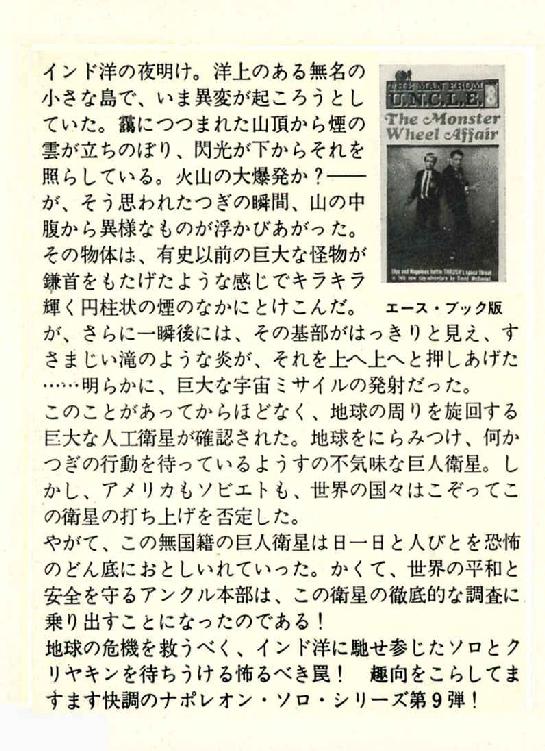 インド洋の夜明け。洋上のある無名の
小さな島で、いま異変が起ころうとし
ていた。靄につつまれた山頂から煙の
雲が立ちのぼり、閃光が下からそれを
照らしている。火山の大爆発か？――
が、そう思われたつぎの瞬間、山の中
腹から異様なものが浮かびあがった。
その物体は、有史以前の巨大な怪物が
鎌首をもたげたような感じでキラキラ
輝く円柱状の煙のなかにとけこんだ。
が、さらに一瞬後には、その基部がはっきりと見え、す
さまじい滝のような炎が、それを上へ上へと押しあげた
……明らかに、巨大な宇宙ミサイルの発射だった。
このことがあってからほどなく、地球の周りを旋回する
巨大な人工衛星が確認された。地球をにらみつけ、何か
つぎの行動を待っているようすの不気味な巨人衛星。し
かし、アメリカもソビエトも、世界の国々はこぞってこ
の衛星の打ち上げを否定した。
やがて、この無国籍の巨人衛星は日一日と人びとを恐怖
のどん底におとしいれていった。かくて、世界の平和と
安全を守るアンクル本部は、この衛星の徹底的な調査に
乗り出すことになったのである！
地球の危機を救うべく、インド洋に馳せ参じたソロとク
リヤキンを待ちうける怖るべき罠！　趣向をこらしてま
すます快調のナポレオン・ソロ・シリーズ第９弾！
THE MAN FROM
U.N.C.L.E. 8
The Monster
Wheel Affair
エース・ブック版